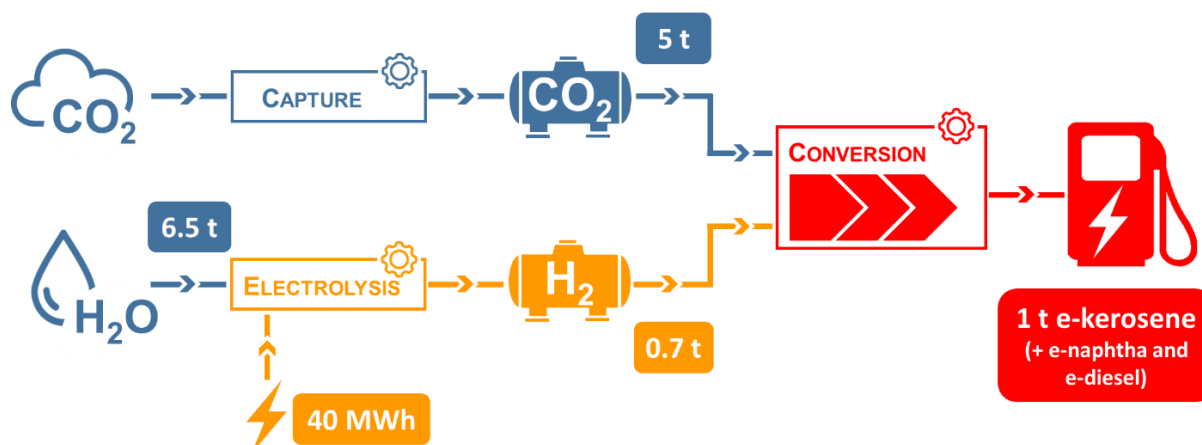 5 t
CO₂
CAPTURE
CO₂
CONVERSION
6.5 t
H₂O
ELECTROLYSIS
H₂
0.7 t
40 MWh
1 t e-kerosene
(+ e-naphtha and
e-diesel)